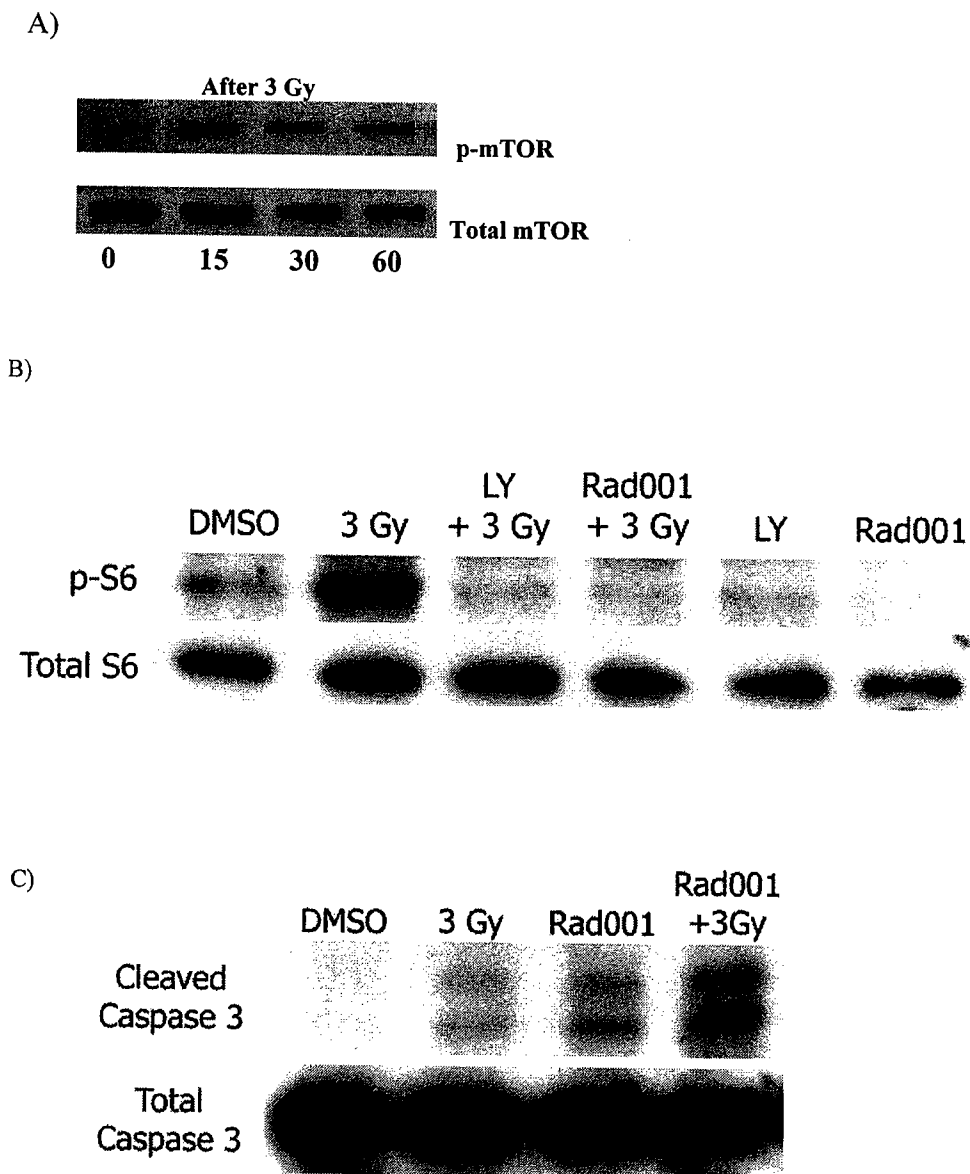 A)
After 3 Gy
p-mTOR
Total mTOR
0 15 30 60
B)
DMSO 3 Gy LY + 3 Gy Rad001 + 3 Gy LY Rad001
p-S6
Total S6
C)
DMSO 3 Gy Rad001 Rad001 +3Gy
Cleaved
Caspase 3
Total
Caspase 3